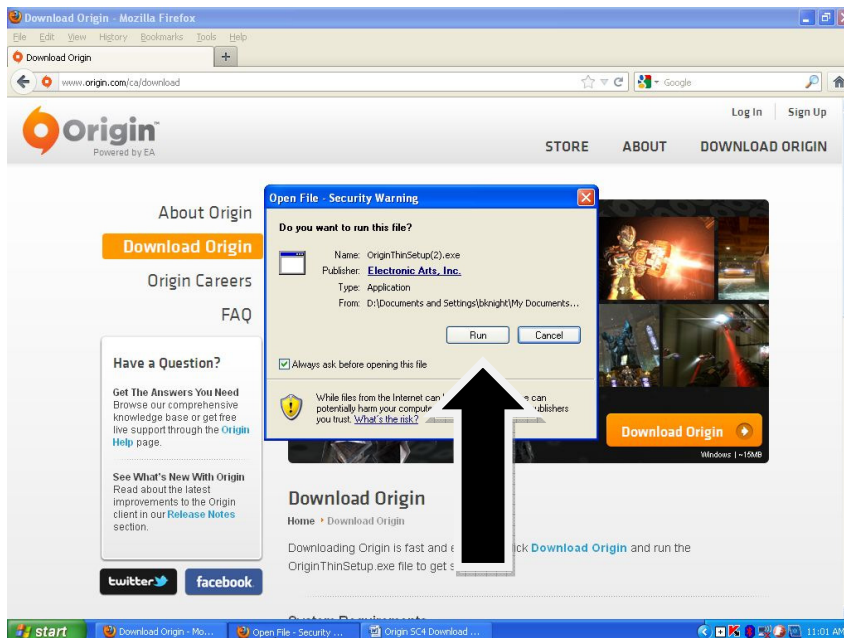 Download Origin - Mozilla Firefox
File Edit View History Bookmarks Tools Help
Download Origin +
www.origin.com/ca/download Google
Log In Sign Up
Origin
Powered by EA
STORE ABOUT DOWNLOAD ORIGIN
About Origin
Download Origin
Origin Careers
FAQ
Open File - Security Warning
Do you want to run this file?
Name: OriginThinSetup(2).exe
Publisher: Electronic Arts, Inc.
Type: Application
From: D:\Documents and Settings\bknight\My Documents...
Run Cancel
Always ask before opening this file
While files from the Internet can
potentially harm your compute
you trust. What's the risk?
Have a Question?
Get The Answers You Need
Browse our comprehensive
knowledge base or get free
live support through the Origin
Help page.
See What's New With Origin
Read about the latest
improvements to the Origin
client in our Release Notes
section.
twitter facebook
Download Origin
Windows | ~15MB
Download Origin
Home Download Origin
Downloading Origin is fast and Download Origin and run the
OriginThinSetup.exe file to get
start Download Origin - Mo... Open File - Security ... Origin SC4 Download ... 11:01 AM